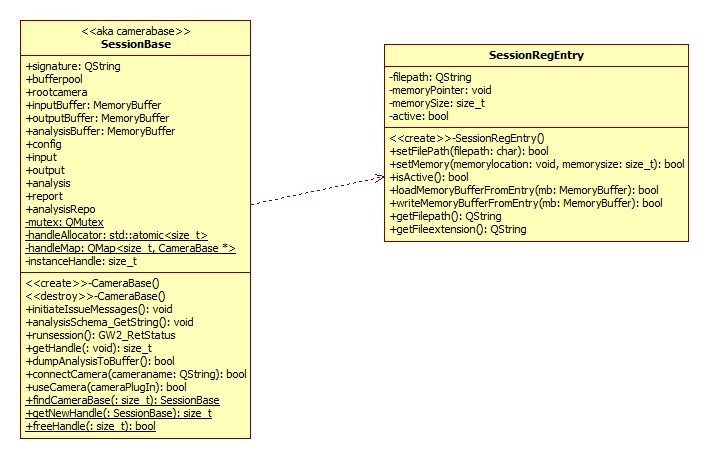 <<aka camerabase>>
SessionBase
+signature: QString
+bufferpool
+rootcamera
+inputBuffer: MemoryBuffer
+outputBuffer: MemoryBuffer
+analysisBuffer: MemoryBuffer
+config
+input
+output
+analysis
+report
+analysisRepo
-mutex: QMutex
-handleAllocator: std::atomic<size_t>
-handleMap: QMap<size_t, CameraBase *>
-instanceHandle: size_t
<<create>>-CameraBase()
<<destroy>>-CameraBase()
+initiateIssueMessages(): void
+analysisSchema_GetString(): void
+runsession(): GW2_RetStatus
+getHandle(: void): size_t
+dumpAnalysisToBuffer(): bool
+connectCamera(cameraname: QString): bool
+useCamera(cameraPlugIn): bool
+findCameraBase(: size_t): SessionBase
+getNewHandle(: SessionBase): size_t
+freeHandle(: size_t): bool
SessionRegEntry
-filepath: QString
-memoryPointer: void
-memorySize: size_t
-active: bool
<<create>>-SessionRegEntry()
+setFilePath(filepath: char): bool
+setMemory(memorylocation: void, memorysize: size_t): bool
+isActive(): bool
+loadMemoryBufferFromEntry(mb: MemoryBuffer): bool
+writeMemoryBufferFromEntry(mb: MemoryBuffer): bool
+getFilepath(): QString
+getFileextension(): QString